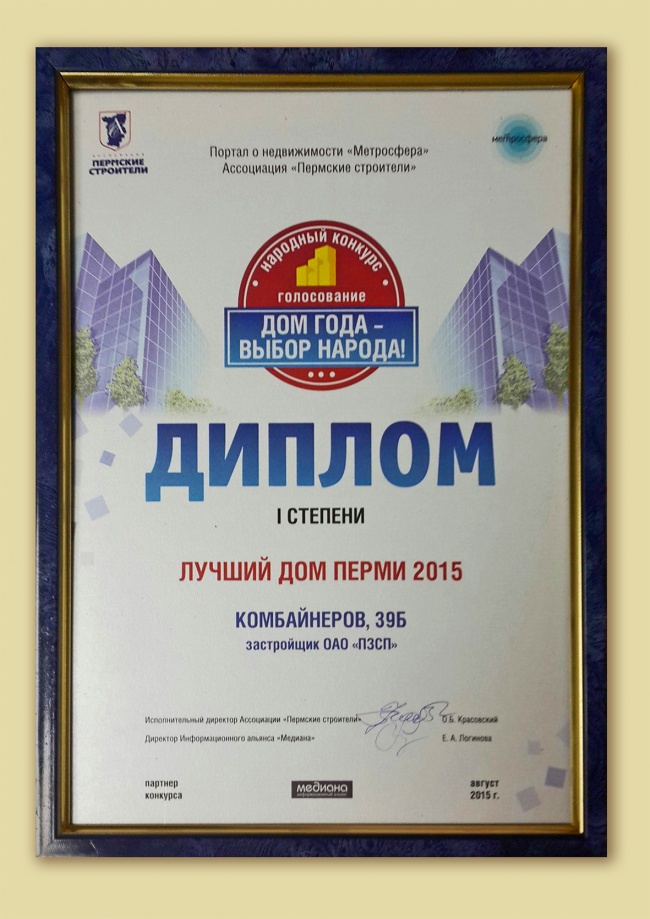 ПЕРМСКИЕ
СТРОИТЕЛИ
метросфера
Портал о недвижимости «Метросфера»
Ассоциация «Пермские строители»
народный конкурс
голосование
ДОМ ГОДА –
ВЫБОР НАРОДА!
ДИПЛОМ
I СТЕПЕНИ
ЛУЧШИЙ ДОМ ПЕРМИ 2015
КОМБАЙНЕРОВ, 39Б
застройщик ОАО «ПЗСП»
Исполнительный директор Ассоциации «Пермские строители» О.Б. Красовский
Директор Информационного альянса «Медиана» Е. А. Логинова
партнер
конкурса
медиана
август
2015 г.